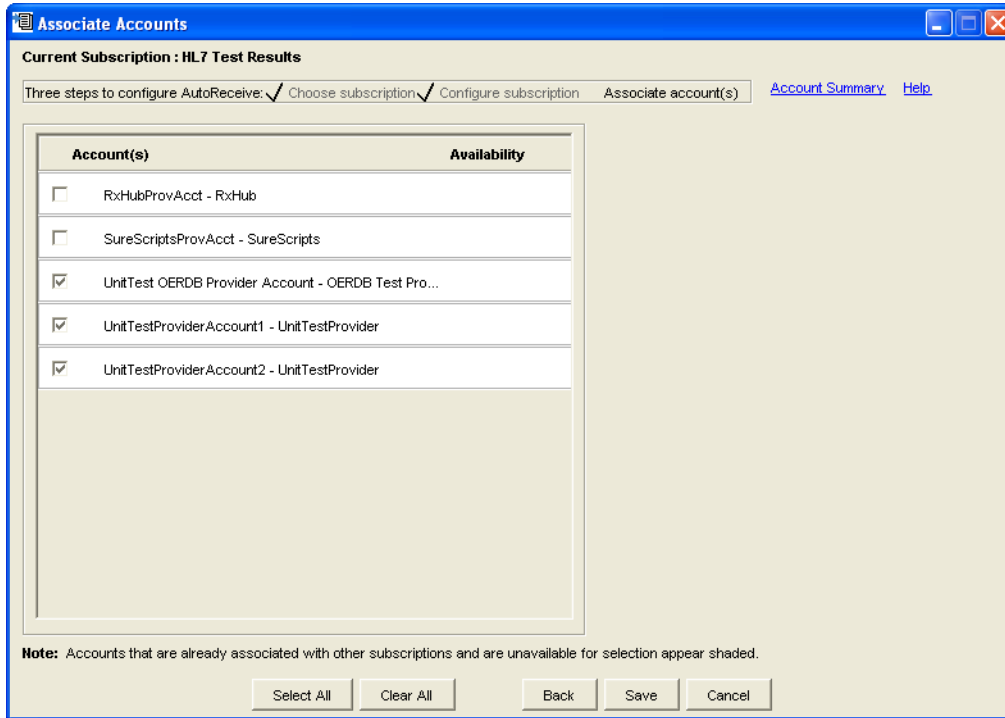 Associate Accounts
Current Subscription : HL7 Test Results
Three steps to configure AutoReceive: Choose subscription Configure subscription Associate account(s) Account Summary Help
Account(s) Availability
RxHubProvAcct - RxHub
SureScriptsProvAcct - SureScripts
UnitTest OERDB Provider Account - OERDB Test Pro...
UnitTestProviderAccount1 - UnitTestProvider
UnitTestProviderAccount2 - UnitTestProvider
Note: Accounts that are already associated with other subscriptions and are unavailable for selection appear shaded.
Select All Clear All Back Save Cancel